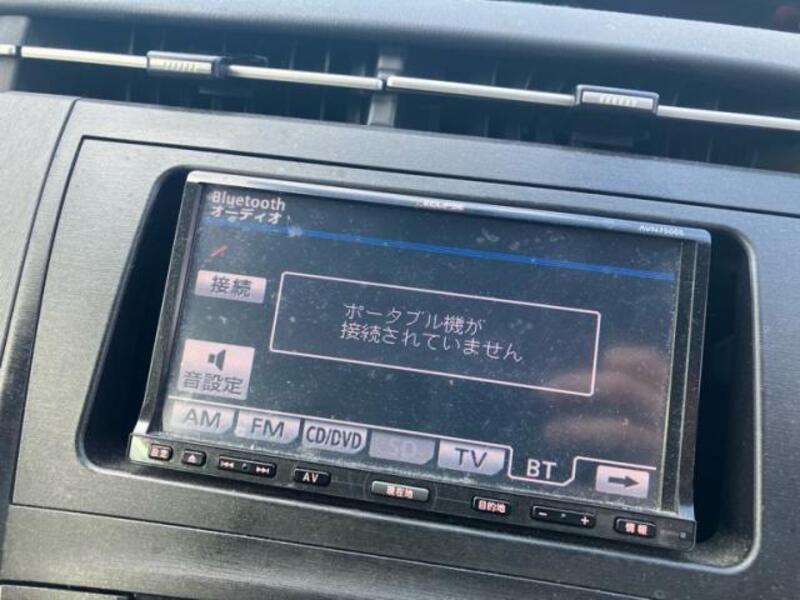 ECLIPSE
AVN7500S
Bluetooth
オーディオ
接続
ポータブル機が
接続されていません
音設定
AM FM CD/DVD SD TV BT
AV 現在地 目的地 - + 情報